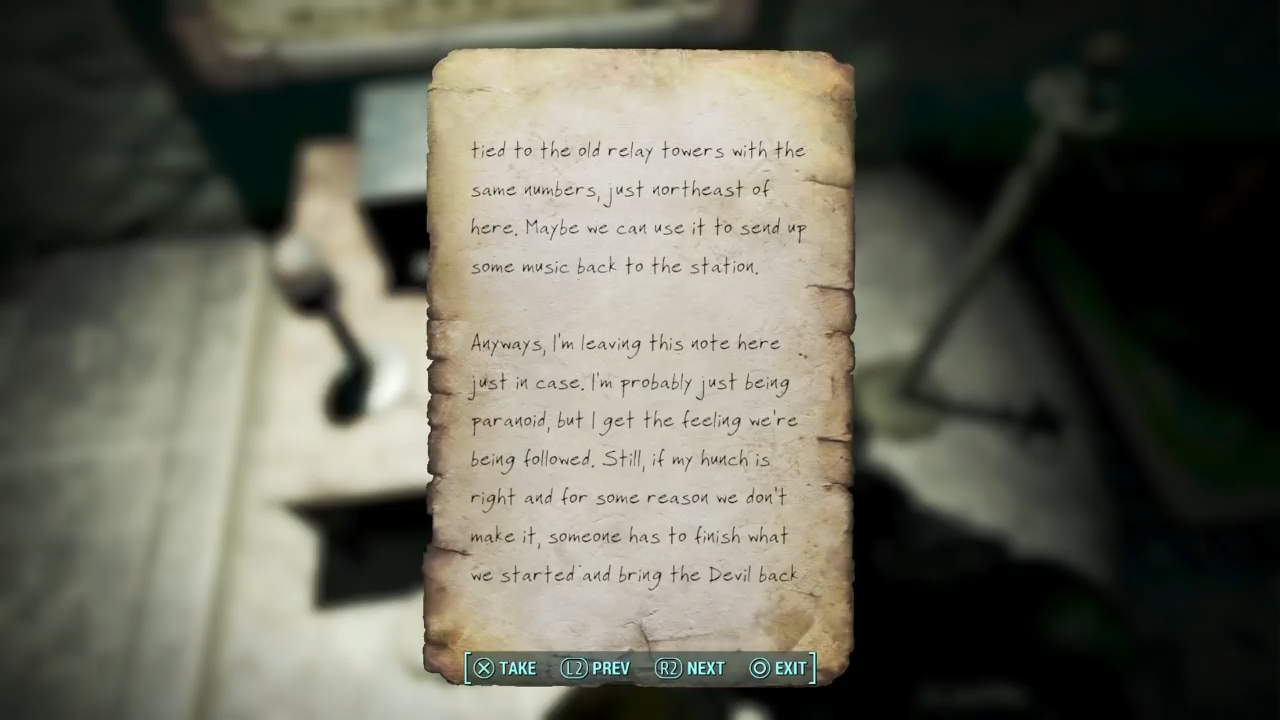 tied to the old relay towers with the
same numbers, just northeast of
here. Maybe we can use it to send up
some music back to the station.
Anyways, I'm leaving this note here
just in case. I'm probably just being
paranoid, but I get the feeling we're
being followed. Still, if my hunch is
right and for some reason we don't
make it, someone has to finish what
we started and bring the Devil back
TAKE L2 PREV R2 NEXT EXIT